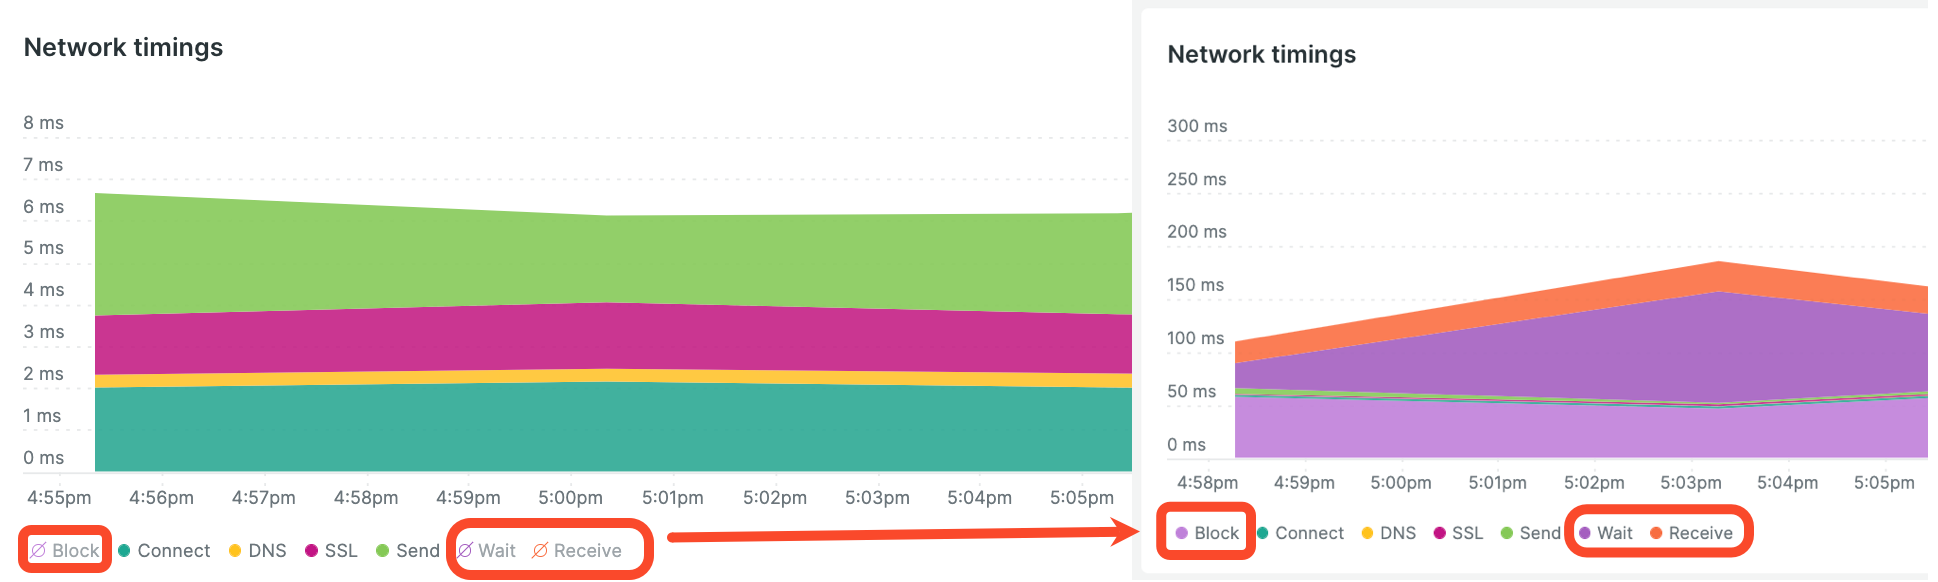 Network timings
8 ms
7 ms
6 ms
5 ms
4 ms
3 ms
2 ms
1 ms
0 ms
4:55pm 4:56pm 4:57pm 4:58pm 4:59pm 5:00pm 5:01pm 5:02pm 5:03pm 5:04pm 5:05pm
Block Connect DNS SSL Send Wait Receive
Network timings
300 ms
250 ms
200 ms
150 ms
100 ms
50 ms
0 ms
4:58pm 4:59pm 5:00pm 5:01pm 5:02pm 5:03pm 5:04pm 5:05pm
Block Connect DNS SSL Send Wait Receive